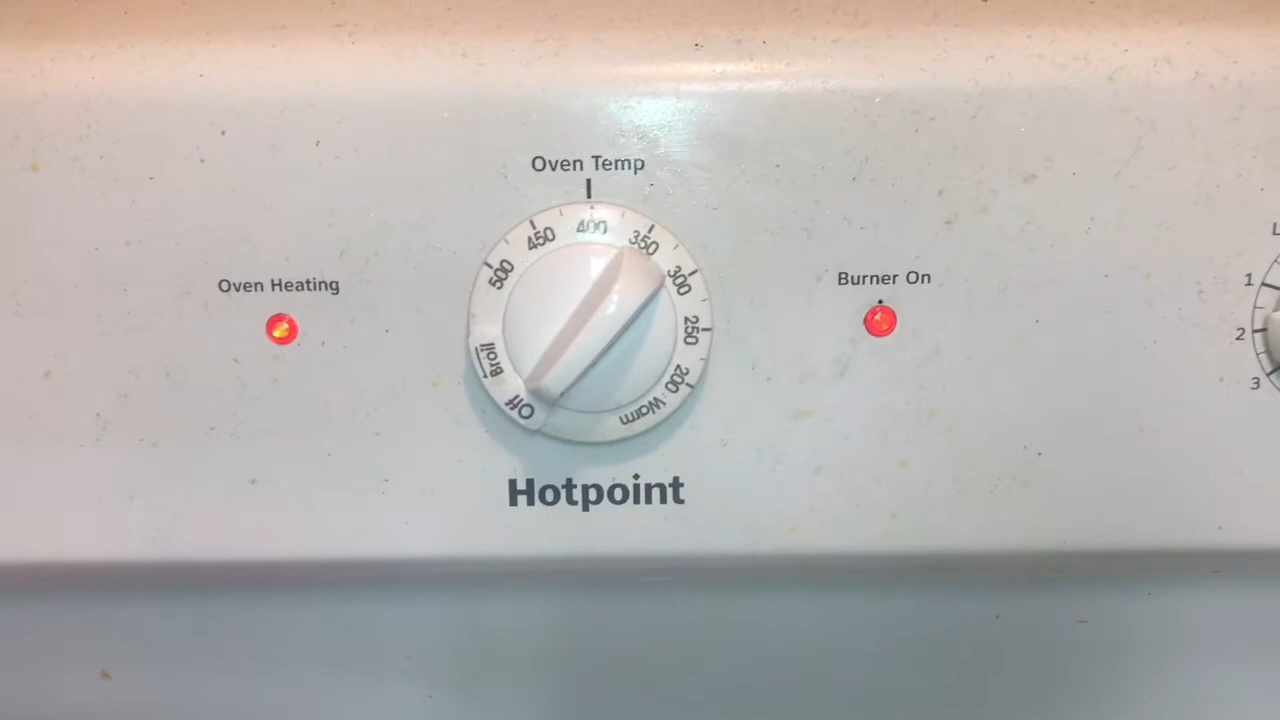 Oven Temp
Oven Heating
Burner On
Off
Broil
500
450
400
350
300
250
200
Warm
Hotpoint
L
1
2
3